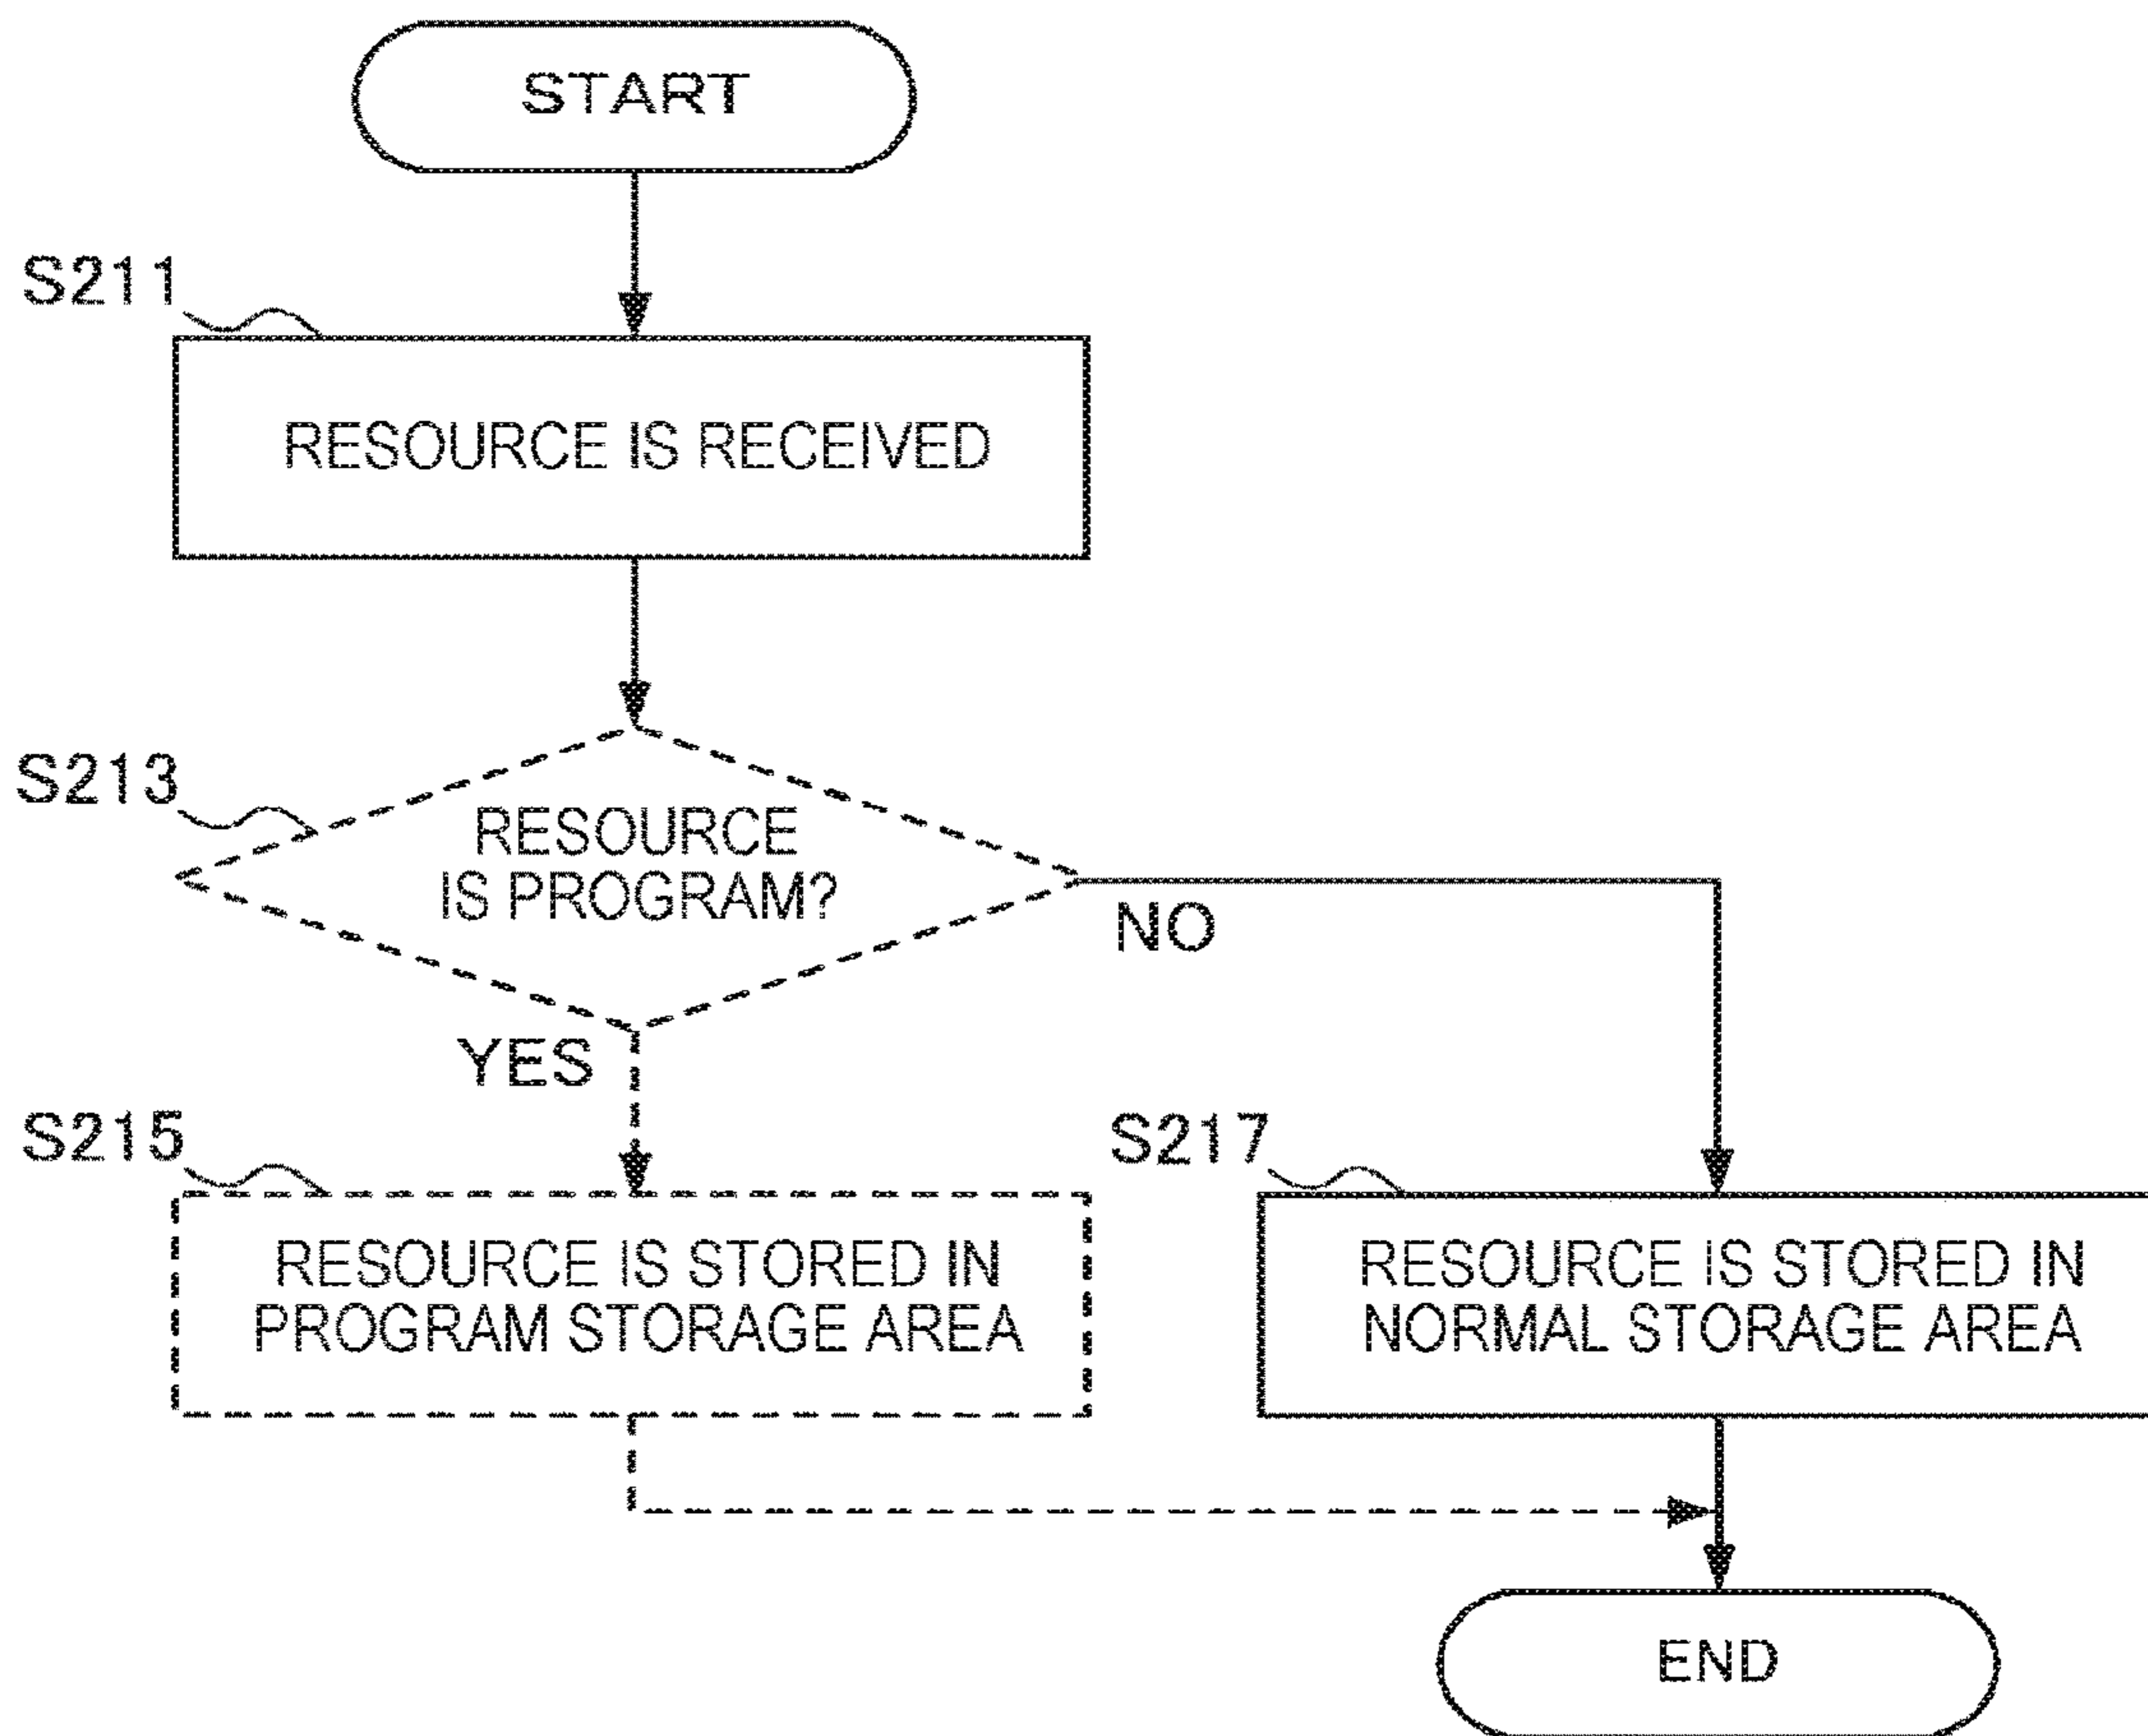 START
S211
RESOURCE IS RECEIVED
S213
RESOURCE
IS PROGRAM?
NO
YES
S215
RESOURCE IS STORED IN
PROGRAM STORAGE AREA
S217
RESOURCE IS STORED IN
NORMAL STORAGE AREA
END